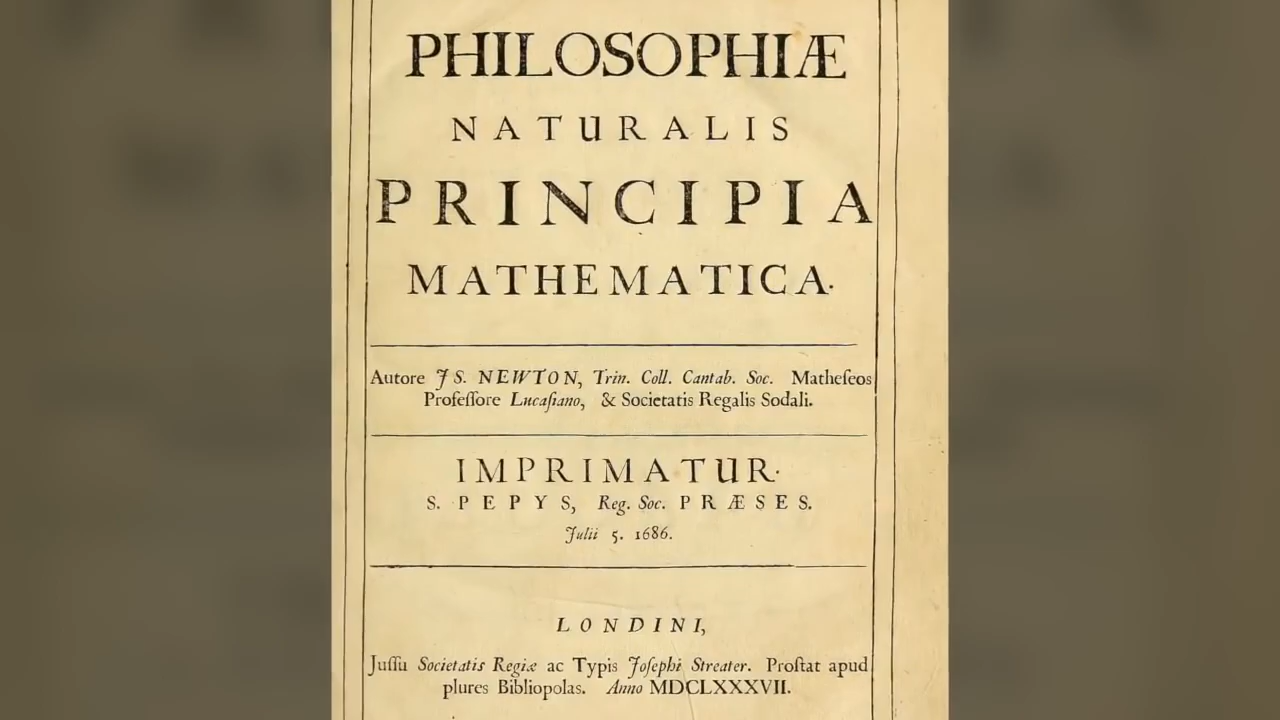 PHILOSOPHIÆ
NATURALIS
PRINCIPIA
MATHEMATICA.
Autore JS. NEWTON, Trin. Coll. Cantab. Soc. Matheſeos
Profeſſore Lucaſiano, & Societatis Regalis Sodali.
IMPRIMATUR.
S. PEPYS, Reg. Soc. PRÆSES.
Julii 5. 1686.
LONDINI,
Juſſu Societatis Regiæ ac Typis Joſephi Streater. Proſtat apud
plures Bibliopolas. Anno MDCLXXXVII.